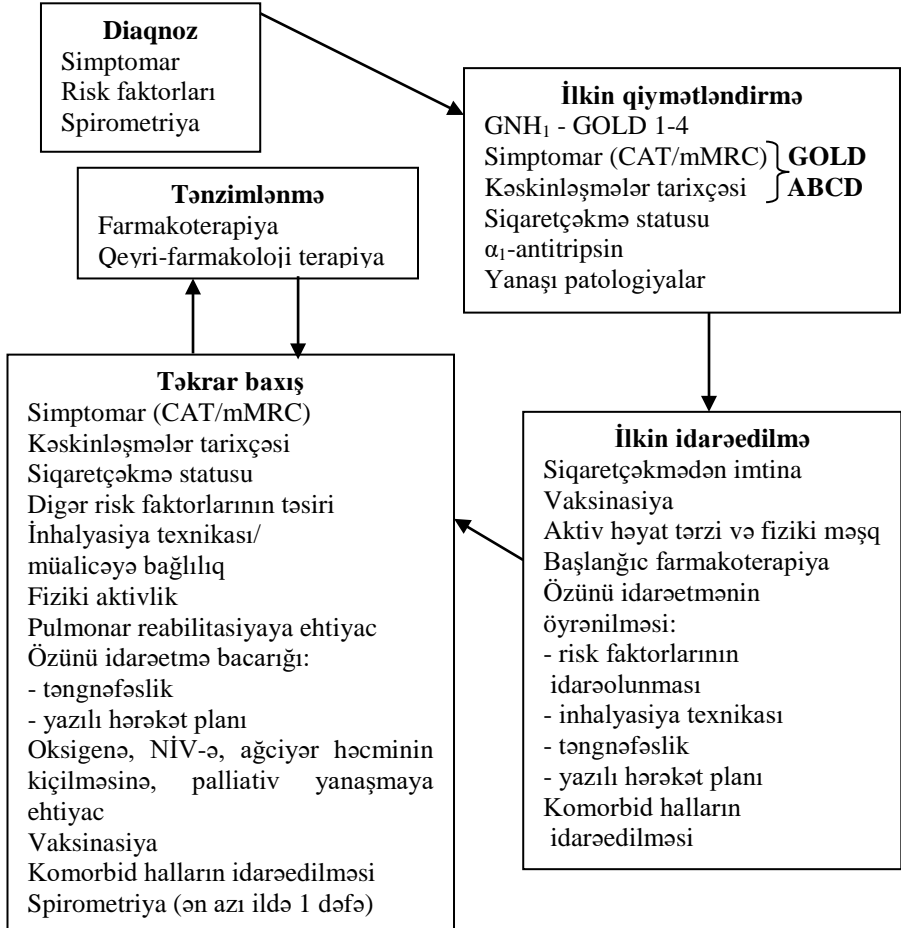 Diaqnoz
Simptomar
Risk faktorları
Spirometriya
İlkin qiymətləndirmə
GNH₁ - GOLD 1-4
Simptomar (CAT/mMRC) GOLD
Kəskinləşmələr tarixçəsi ABCD
Siqaretçəkmə statusu
α₁-antitripsin
Yanaşı patologiyalar
İlkin idarəedilmə
Siqaretçəkmədən imtina
Vaksinasiya
Aktiv həyat tərzi və fiziki məşq
Başlanğıc farmakoterapiya
Özünü idarəetmənin
öyrənilməsi:
- risk faktorlarının
idarəolunması
- inhalyasiya texnikası
- təngnəfəslik
- yazılı hərəkət planı
Komorbid halların
idarəedilməsi
Təkrar baxış
Simptomar (CAT/mMRC)
Kəskinləşmələr tarixçəsi
Siqaretçəkmə statusu
Digər risk faktorlarının təsiri
İnhalyasiya texnikası/
müalicəyə bağlılıq
Fiziki aktivlik
Pulmonar reabilitasiyaya ehtiyac
Özünü idarəetmə bacarığı:
- təngnəfəslik
- yazılı hərəkət planı
Oksigenə, NİV-ə, ağciyər həcminin
kiçilməsinə, palliativ yanaşmaya
ehtiyac
Vaksinasiya
Komorbid halların idarəedilməsi
Spirometriya (ən azı ildə 1 dəfə)
Tənzimlənmə
Farmakoterapiya
Qeyri-farmakoloji terapiya